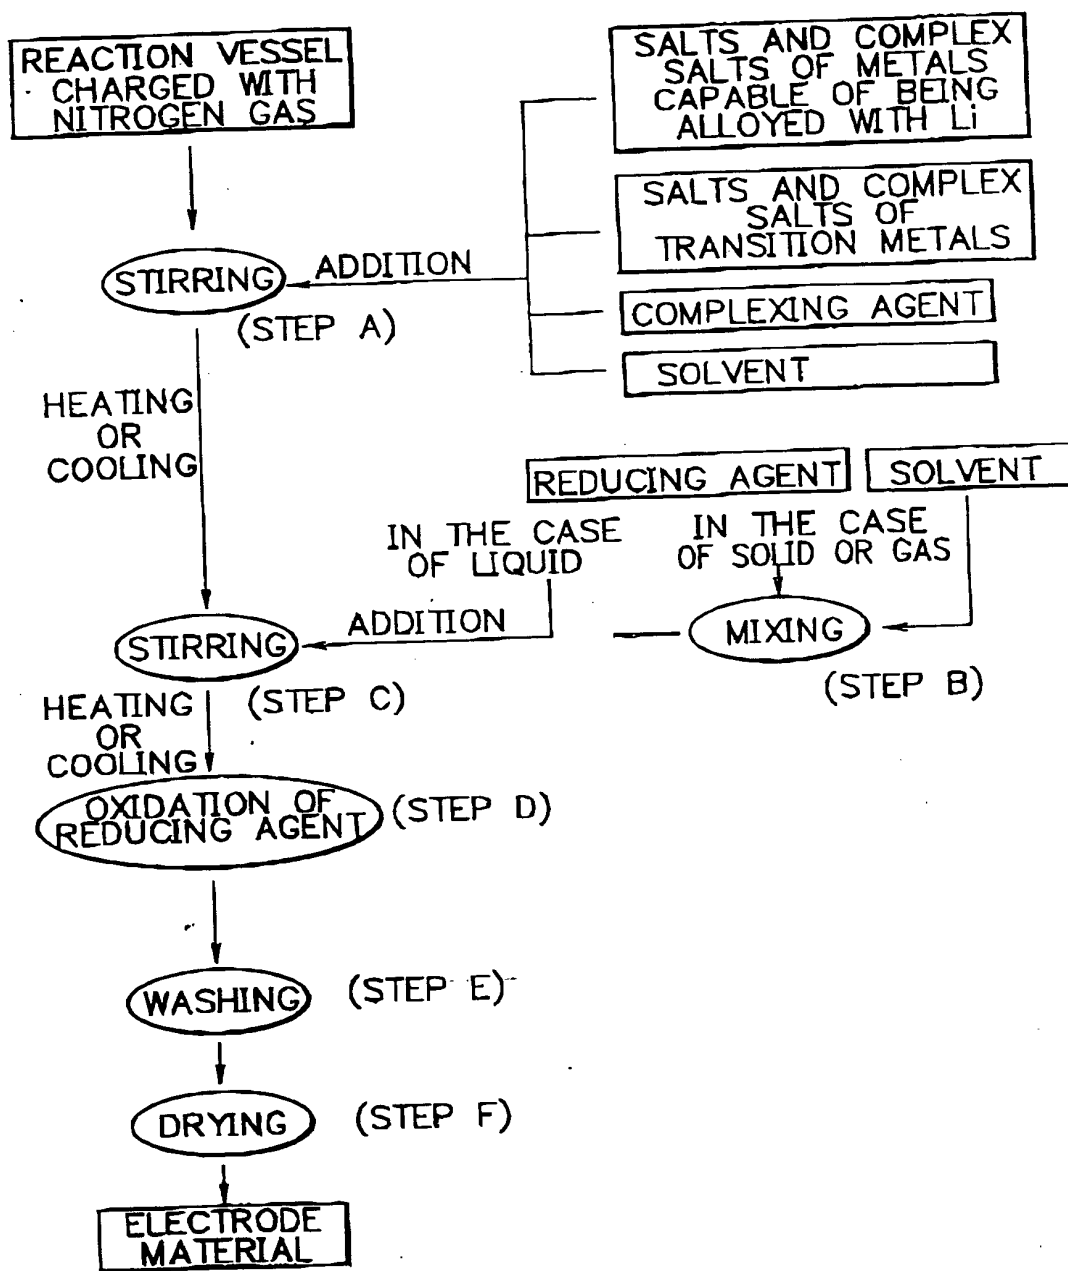 REACTION VESSEL
CHARGED WITH
NITROGEN GAS
SALTS AND COMPLEX
SALTS OF METALS
CAPABLE OF BEING
ALLOYED WITH Li
SALTS AND COMPLEX
SALTS OF
TRANSITION METALS
COMPLEXING AGENT
SOLVENT
STIRRING
ADDITION
(STEP A)
HEATING
OR
COOLING
REDUCING AGENT
SOLVENT
IN THE CASE
OF LIQUID
IN THE CASE
OF SOLID OR GAS
MIXING
(STEP B)
STIRRING
ADDITION
(STEP C)
HEATING
OR
COOLING
OXIDATION OF
REDUCING AGENT
(STEP D)
WASHING
(STEP E)
DRYING
(STEP F)
ELECTRODE
MATERIAL